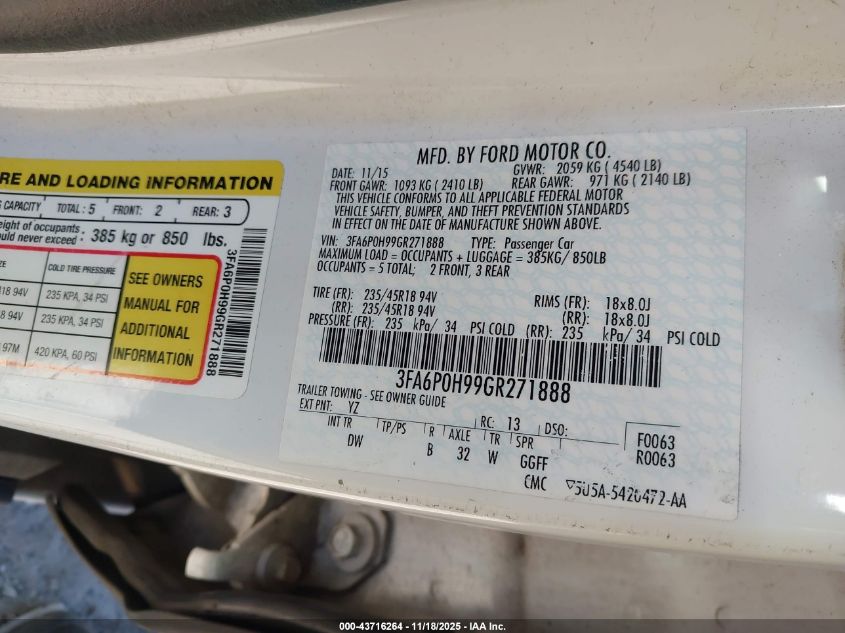 RE AND LOADING INFORMATION
CAPACITY TOTAL: 5 FRONT: 2 REAR: 3
eight of occupants
ould never exceed: 385 kg or 850 lbs.
ZE COLD TIRE PRESSURE
R18 94V 235 KPA, 34 PSI
8 94V 235 KPA, 34 PSI
97M 420 KPA, 60 PSI
SEE OWNERS
MANUAL FOR
ADDITIONAL
INFORMATION
3FA6P0H99GR271888
MFD. BY FORD MOTOR CO.
DATE: 11/15 GVWR: 2059 KG ( 4540 LB)
FRONT GAWR: 1093 KG ( 2410 LB) REAR GAWR: 971 KG ( 2140 LB)
THIS VEHICLE CONFORMS TO ALL APPLICABLE FEDERAL MOTOR
VEHICLE SAFETY, BUMPER, AND THEFT PREVENTION STANDARDS
IN EFFECT ON THE DATE OF MANUFACTURE SHOWN ABOVE.
VIN: 3FA6P0H99GR271888 TYPE: Passenger Car
MAXIMUM LOAD = OCCUPANTS + LUGGAGE = 385KG/ 850LB
OCCUPANTS = 5 TOTAL; 2 FRONT, 3 REAR
TIRE (FR): 235/45R18 94V RIMS (FR): 18x8.0J
(RR): 235/45R18 94V (RR): 18x8.0J
PRESSURE (FR): 235 kPa/ 34 PSI COLD (RR): 235 kPa/ 34 PSI COLD
3FA6P0H99GR271888
TRAILER TOWING - SEE OWNER GUIDE
EXT PNT: YZ RC: 13 DSO: F0063
INT TR TP/PS R AXLE TR SPR R0063
DW B 32 W GGFF
CMC 5U5A-5420472-AA
000-43716264 - 11/18/2025 - IAA Inc.